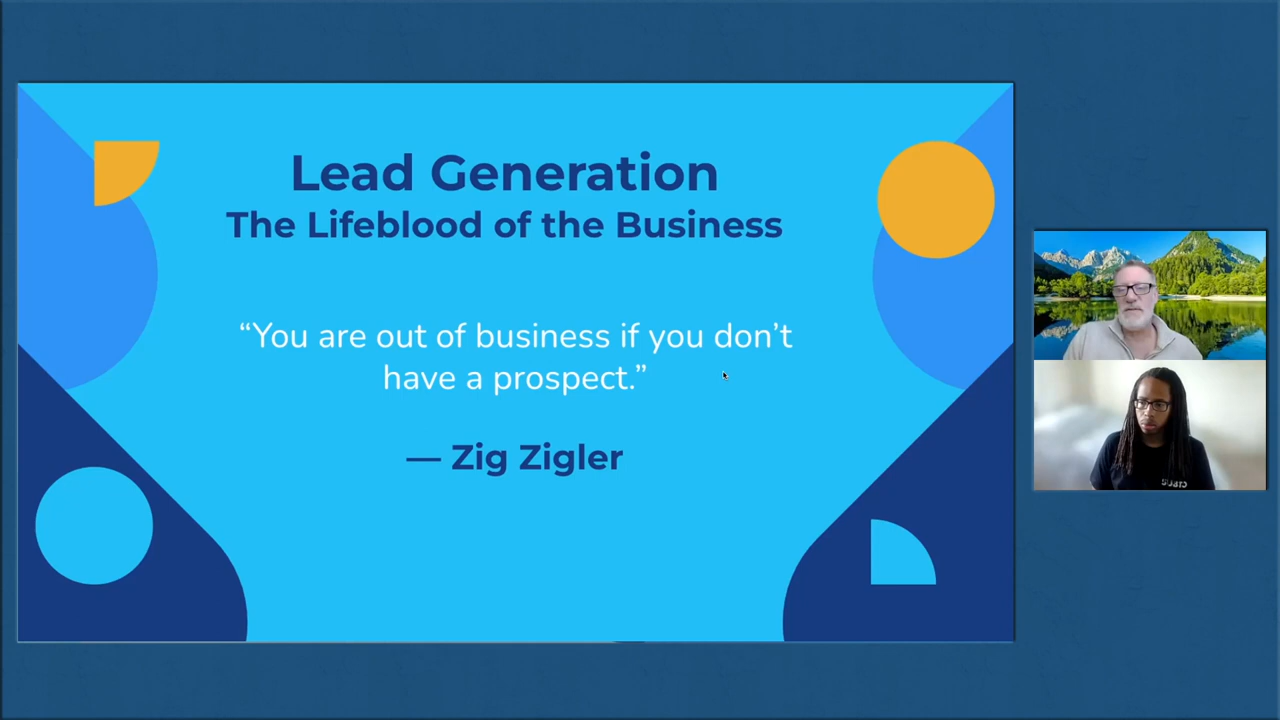 Lead Generation
The Lifeblood of the Business
“You are out of business if you don’t
have a prospect.”
— Zig Zigler